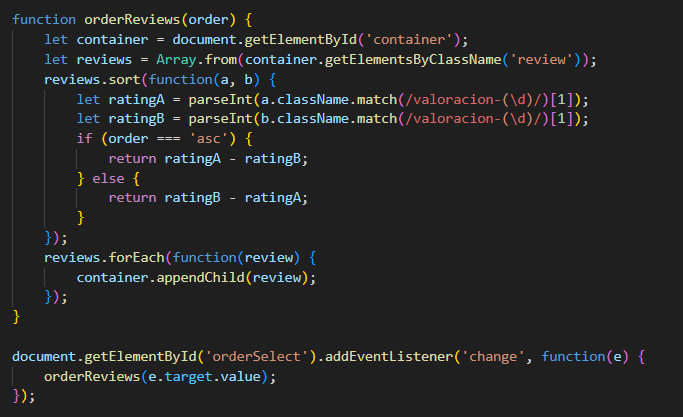 function orderReviews(order) {
    let container = document.getElementById('container');
    let reviews = Array.from(container.getElementsByClassName('review'));
    reviews.sort(function(a, b) {
        let ratingA = parseInt(a.className.match(/valoracion-(\d)/)[1]);
        let ratingB = parseInt(b.className.match(/valoracion-(\d)/)[1]);
        if (order === 'asc') {
            return ratingA - ratingB;
        } else {
            return ratingB - ratingA;
        }
    });
    reviews.forEach(function(review) {
        container.appendChild(review);
    });
}

document.getElementById('orderSelect').addEventListener('change', function(e) {
    orderReviews(e.target.value);
});